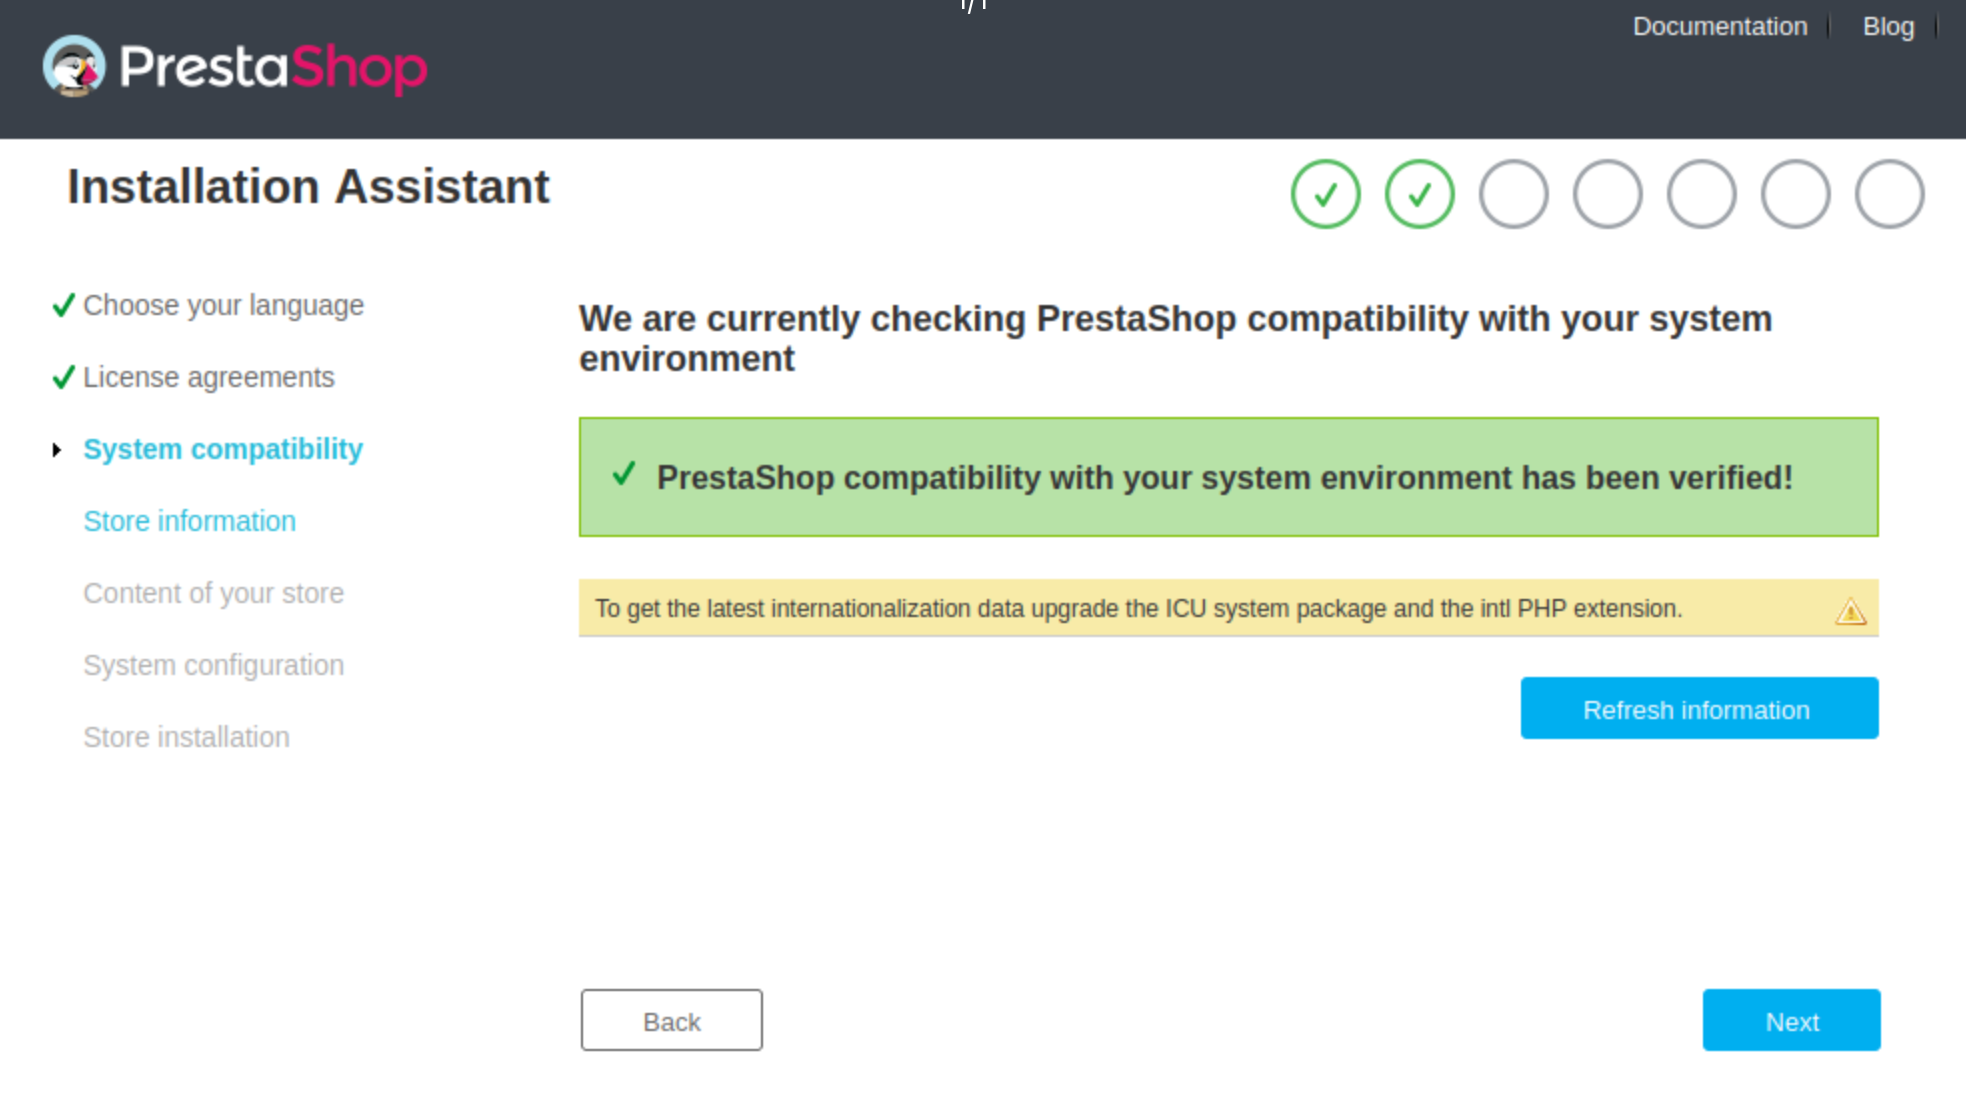 Documentation
Blog
PrestaShop
Installation Assistant
Choose your language
License agreements
System compatibility
Store information
Content of your store
System configuration
Store installation
We are currently checking PrestaShop compatibility with your system
environment
PrestaShop compatibility with your system environment has been verified!
To get the latest internationalization data upgrade the ICU system package and the intl PHP extension.
Refresh information
Back
Next